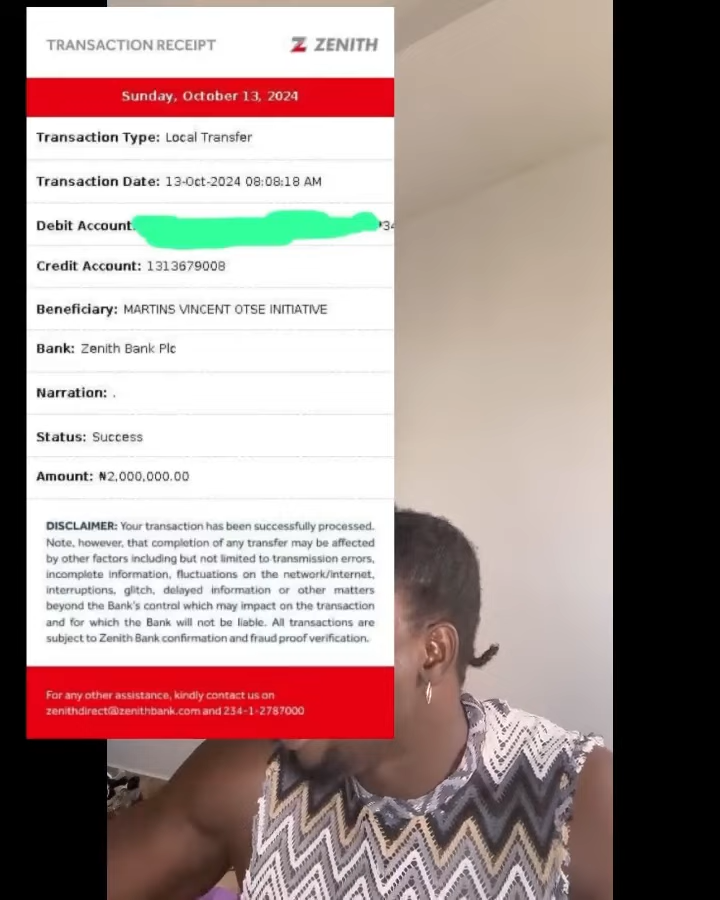 TRANSACTION RECEIPT
ZENITH
Sunday, October 13, 2024
Transaction Type: Local Transfer
Transaction Date: 13-Oct-2024 08:08:18 AM
Debit Account:
Credit Account: 1313679008
Beneficiary: MARTINS VINCENT OTSE INITIATIVE
Bank: Zenith Bank Plc
Narration: .
Status: Success
Amount: ₦2,000,000.00
DISCLAIMER: Your transaction has been successfully processed.
Note, however, that completion of any transfer may be affected
by other factors including but not limited to transmission errors,
incomplete information, fluctuations on the network/internet,
interruptions, glitch, delayed information or other matters
beyond the Bank's control which may impact on the transaction
and for which the Bank will not be liable. All transactions are
subject to Zenith Bank confirmation and fraud proof verification.
For any other assistance, kindly contact us on
zenithdirect@zenithbank.com and 234-1-2787000